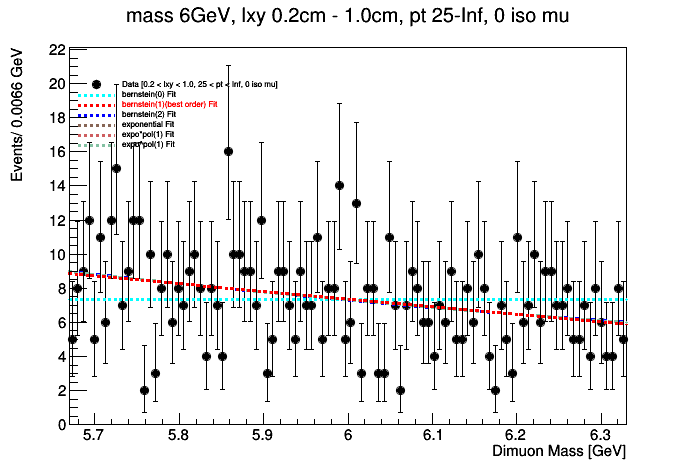 mass 6GeV, lxy 0.2cm - 1.0cm, pt 25-Inf, 0 iso mu
Events/ 0.0066 GeV
22
20
18
16
14
12
10
8
6
4
2
0
Data [0.2 < lxy < 1.0, 25 < pt < Inf, 0 iso mu]
bernstein(0) Fit
bernstein(1)(best order) Fit
bernstein(2) Fit
exponential Fit
expo*pol(1) Fit
expo*pol(1) Fit
5.7 5.8 5.9 6 6.1 6.2 6.3
Dimuon Mass [GeV]